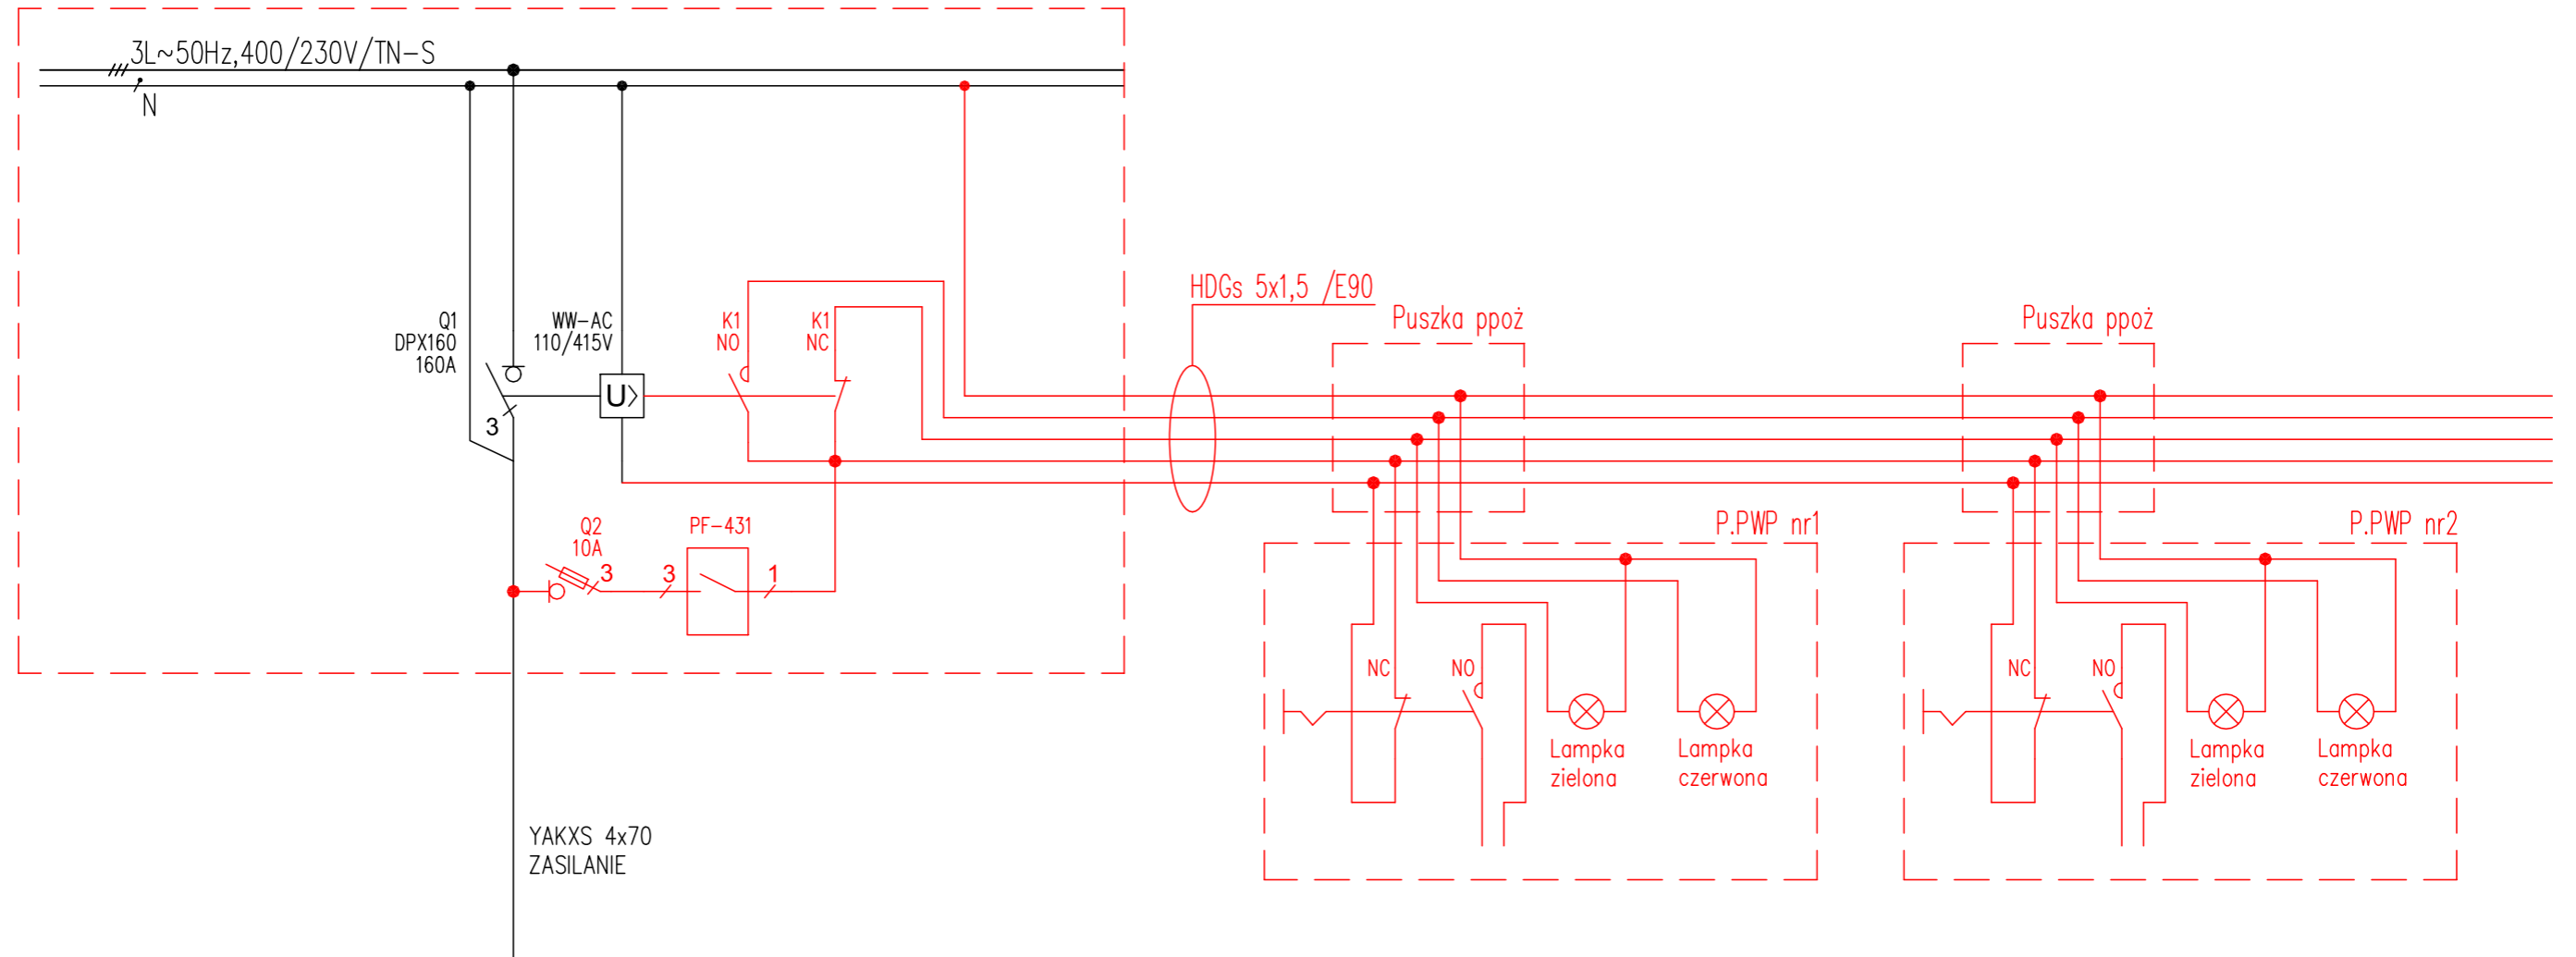 3L~50Hz,400/230V/TN-S
N
HDGs 5x1,5 /E90
Puszka ppoż
Puszka ppoż
Q1
DPX160
160A
WW-AC
110/415V
K1
NO
K1
NC
U>
3
Q2
10A
PF-431
3
3
1
P.PWP nr1
P.PWP nr2
NC
NO
Lampka
zielona
Lampka
czerwona
NC
NO
Lampka
zielona
Lampka
czerwona
YAKXS 4x70
ZASILANIE